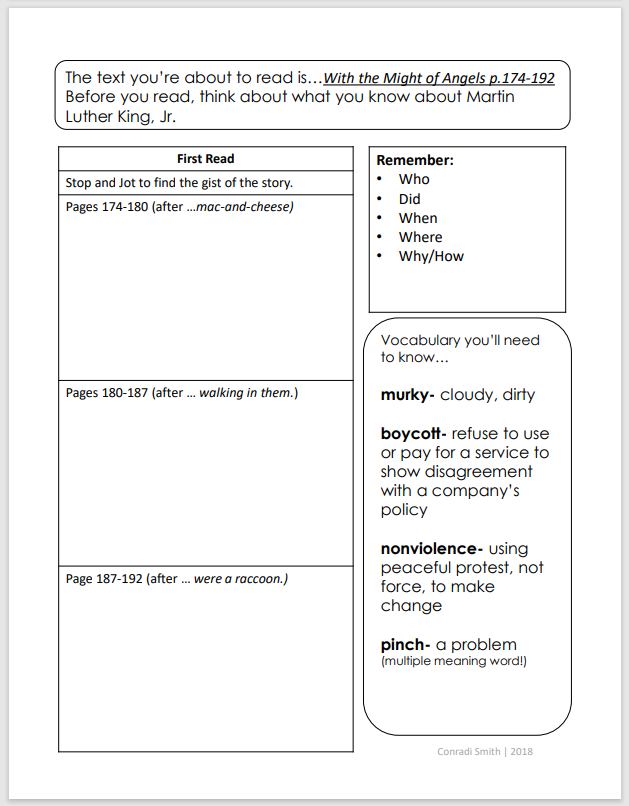 The text you're about to read is…With the Might of Angels p.174-192
Before you read, think about what you know about Martin
Luther King, Jr.
First Read
Stop and Jot to find the gist of the story.
Pages 174-180 (after …mac-and-cheese)
Pages 180-187 (after … walking in them.)
Page 187-192 (after … were a raccoon.)
Remember:
• Who
• Did
• When
• Where
• Why/How
Vocabulary you'll need
to know…
murky- cloudy, dirty
boycott- refuse to use
or pay for a service to
show disagreement
with a company's
policy
nonviolence- using
peaceful protest, not
force, to make
change
pinch- a problem
(multiple meaning word!)
Conradi Smith | 2018